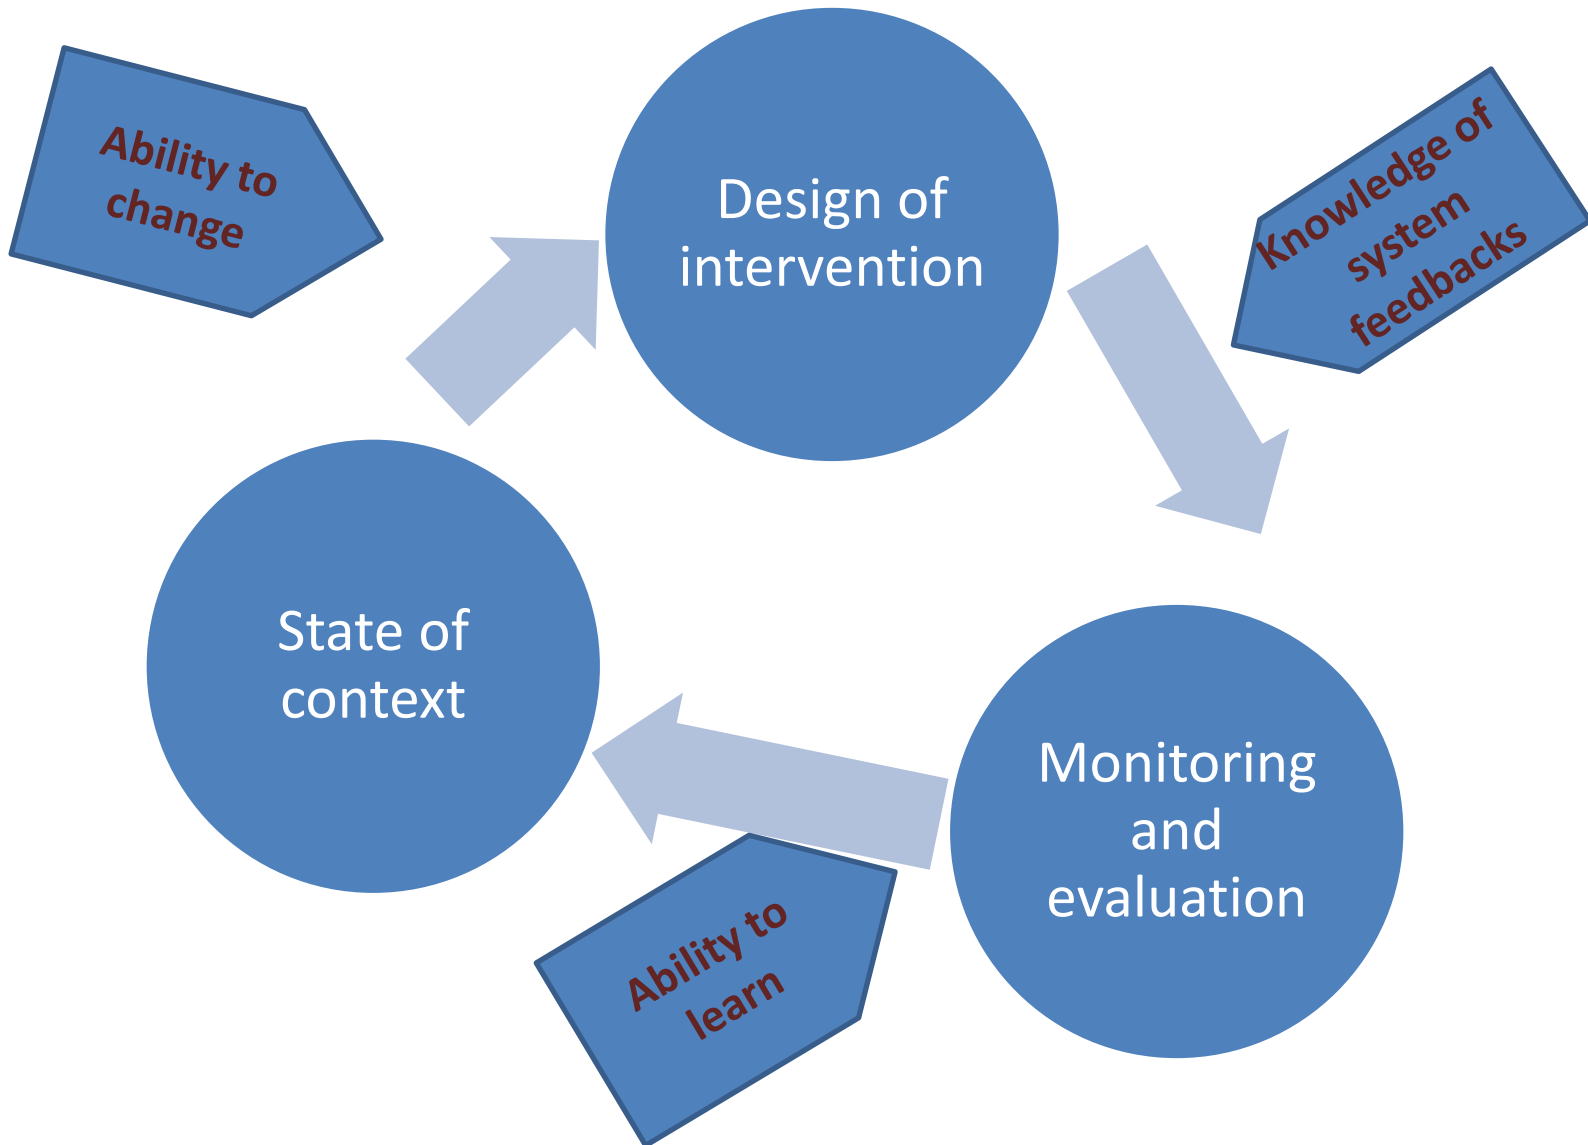 Ability to
change
Design of
intervention
Knowledge of
system
feedbacks
State of
context
Monitoring
and
evaluation
Ability to
learn